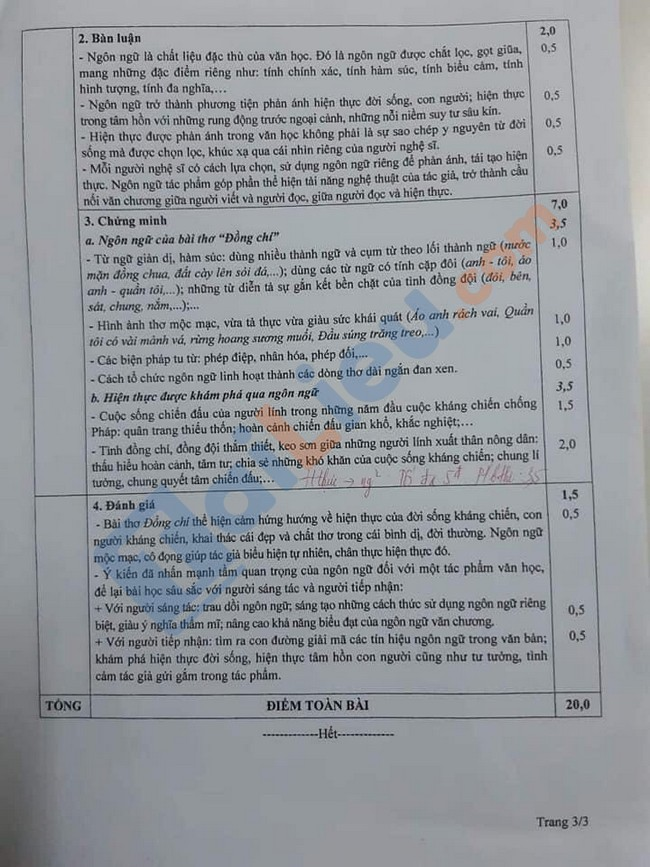 2. Bàn luận 2,0
- Ngôn ngữ là chất liệu đặc thù của văn học. Đó là ngôn ngữ được chắt lọc, gọt giũa, 0,5
mang những đặc điểm riêng như: tính chính xác, tính hàm súc, tính biểu cảm, tính
hình tượng, tính đa nghĩa,…
- Ngôn ngữ trở thành phương tiện phản ánh hiện thực đời sống, con người; hiện thực 0,5
trong tâm hồn với những rung động trước ngoại cảnh, những nỗi niềm suy tư sâu kín.
- Hiện thực được phản ánh trong văn học không phải là sự sao chép y nguyên từ đời 0,5
sống mà được chọn lọc, khúc xạ qua cái nhìn riêng của người nghệ sĩ.
- Mỗi người nghệ sĩ có cách lựa chọn, sử dụng ngôn ngữ riêng để phản ánh, tái tạo hiện 0,5
thực. Ngôn ngữ tác phẩm góp phần thể hiện tài năng nghệ thuật của tác giả, trở thành cầu
nối văn chương giữa người viết và người đọc, giữa người đọc và hiện thực.
3. Chứng minh 7,0
a. Ngôn ngữ của bài thơ “Đồng chí” 3,5
- Từ ngữ giản dị, hàm súc: dùng nhiều thành ngữ và cụm từ theo lối thành ngữ (nước 1,0
mặn đồng chua, đất cày lên sỏi đá,...); dùng các từ ngữ có tính cặp đôi (anh - tôi, áo
anh - quần tôi,...); những từ diễn tả sự gắn kết bền chặt của tình đồng đội (đôi, bên,
sát, chung, nắm,...);...
- Hình ảnh thơ mộc mạc, vừa tả thực vừa giàu sức khái quát (Áo anh rách vai, Quần 1,0
tôi có vài mảnh vá, rừng hoang sương muối, Đầu súng trăng treo,...)
- Các biện pháp tu từ: phép điệp, nhân hóa, phép đối,... 1,0
- Cách tổ chức ngôn ngữ linh hoạt thành các dòng thơ dài ngắn đan xen. 0,5
b. Hiện thực được khám phá qua ngôn ngữ 3,5
- Cuộc sống chiến đấu của người lính trong những năm đầu cuộc kháng chiến chống 1,5
Pháp: quân trang thiếu thốn; hoàn cảnh chiến đấu gian khổ, khắc nghiệt;…
- Tình đồng chí, đồng đội thắm thiết, keo sơn giữa những người lính xuất thân nông dân: 2,0
thấu hiểu hoàn cảnh, tâm tư; chia sẻ những khó khăn của cuộc sống kháng chiến; chung lí
tưởng, chung quyết tâm chiến đấu;…
4. Đánh giá 1,5
- Bài thơ Đồng chí thể hiện cảm hứng hướng về hiện thực của đời sống kháng chiến, con 0,5
người kháng chiến, khai thác cái đẹp và chất thơ trong cái bình dị, đời thường. Ngôn ngữ
mộc mạc, cô đọng giúp tác giả biểu hiện tự nhiên, chân thực hiện thực đó.
- Ý kiến đã nhấn mạnh tầm quan trọng của ngôn ngữ đối với một tác phẩm văn học,
để lại bài học sâu sắc với người sáng tác và người tiếp nhận:
+ Với người sáng tác: trau dồi ngôn ngữ; sáng tạo những cách thức sử dụng ngôn ngữ riêng 0,5
biệt, giàu ý nghĩa thẩm mĩ; nâng cao khả năng biểu đạt của ngôn ngữ văn chương.
+ Với người tiếp nhận: tìm ra con đường giải mã các tín hiệu ngôn ngữ trong văn bản; 0,5
khám phá hiện thực đời sống, hiện thực tâm hồn con người cũng như tư tưởng, tình
cảm tác giả gửi gắm trong tác phẩm.
TỔNG ĐIỂM TOÀN BÀI 20,0
-------------Hết-------------
Trang 3/3